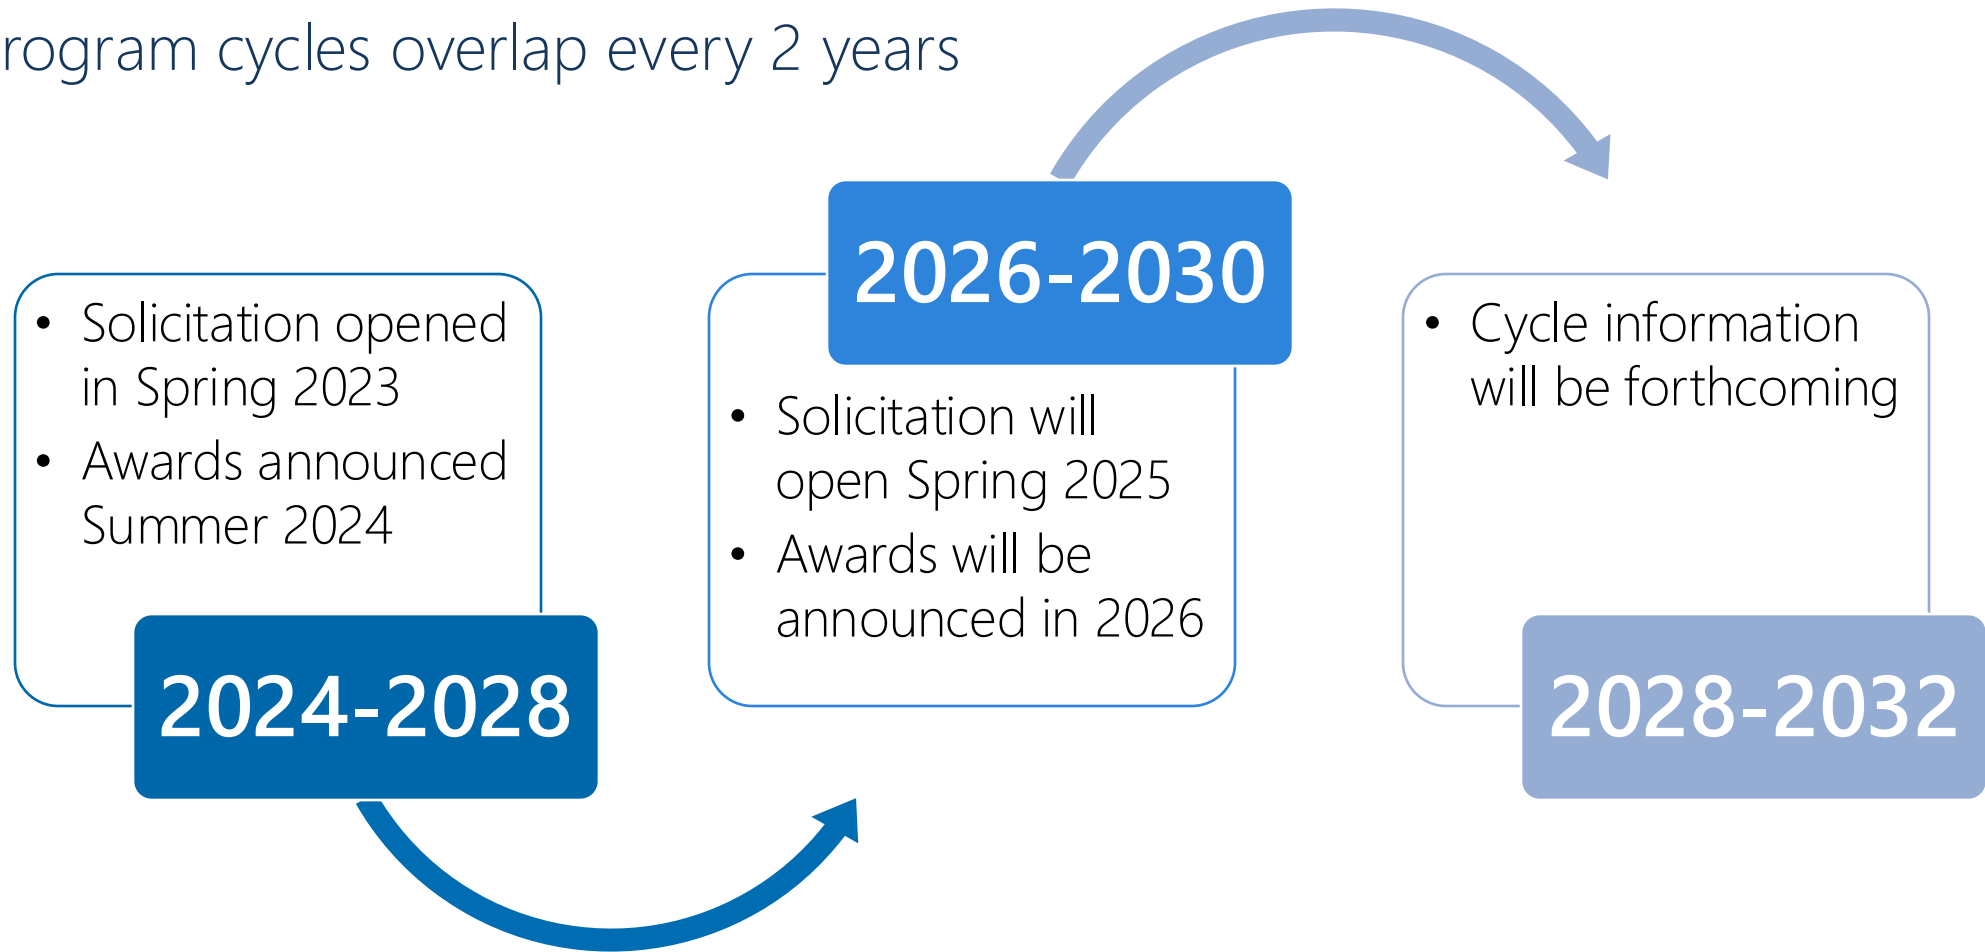 rogram cycles overlap every 2 years
• Solicitation opened
in Spring 2023
• Awards announced
Summer 2024
2024-2028
2026-2030
• Solicitation will
open Spring 2025
• Awards will be
announced in 2026
• Cycle information
will be forthcoming
2028-2032